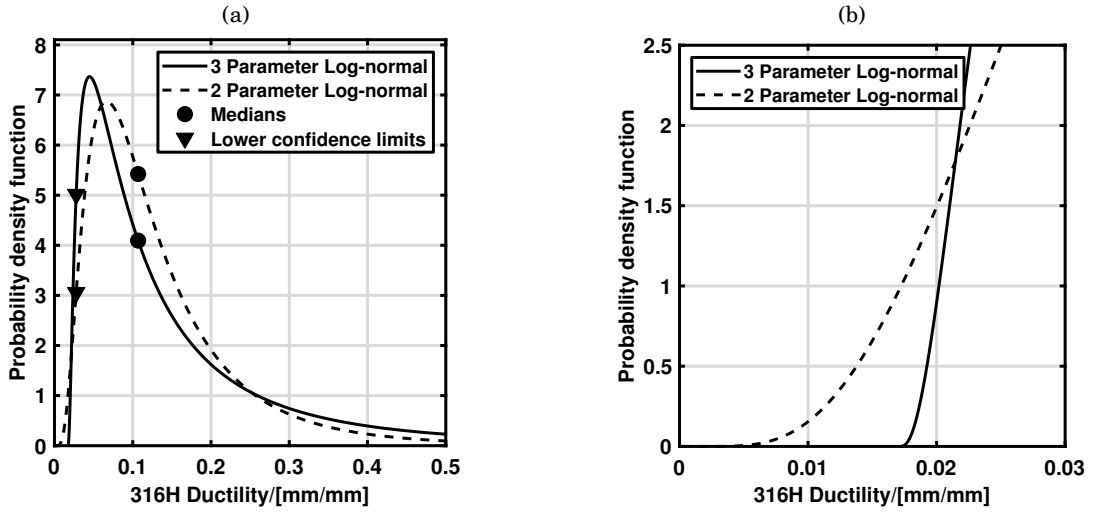 (a)
8
7
6
5
4
3
2
1
0
Probability density function
3 Parameter Log-normal
2 Parameter Log-normal
Medians
Lower confidence limits
0 0.1 0.2 0.3 0.4 0.5
316H Ductility/[mm/mm]
(b)
2.5
2
1.5
1
0.5
0
Probability density function
3 Parameter Log-normal
2 Parameter Log-normal
0 0.01 0.02 0.03
316H Ductility/[mm/mm]